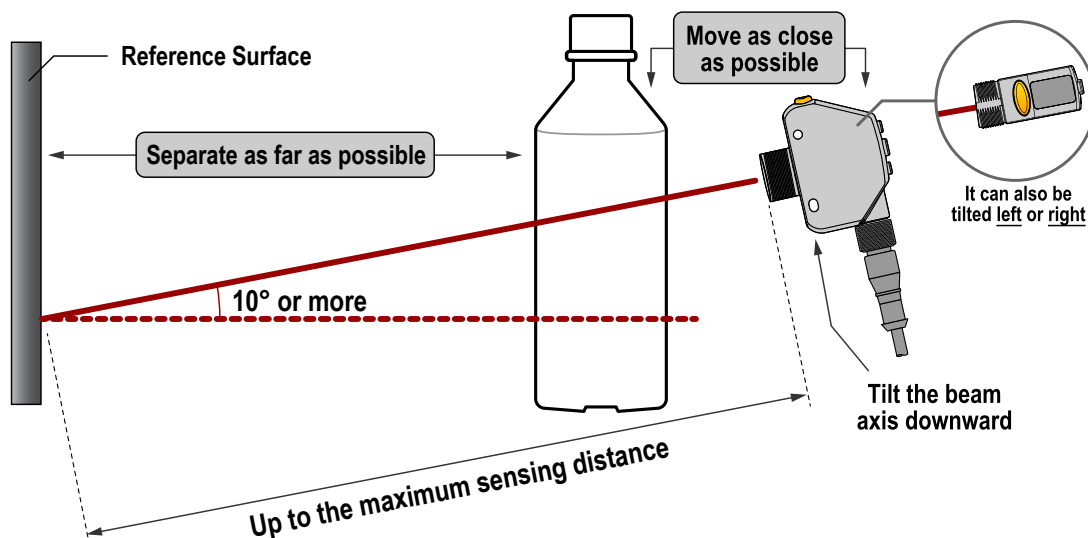 Reference Surface
Move as close
as possible
Separate as far as possible
It can also be
tilted left or right
10° or more
Tilt the beam
axis downward
Up to the maximum sensing distance